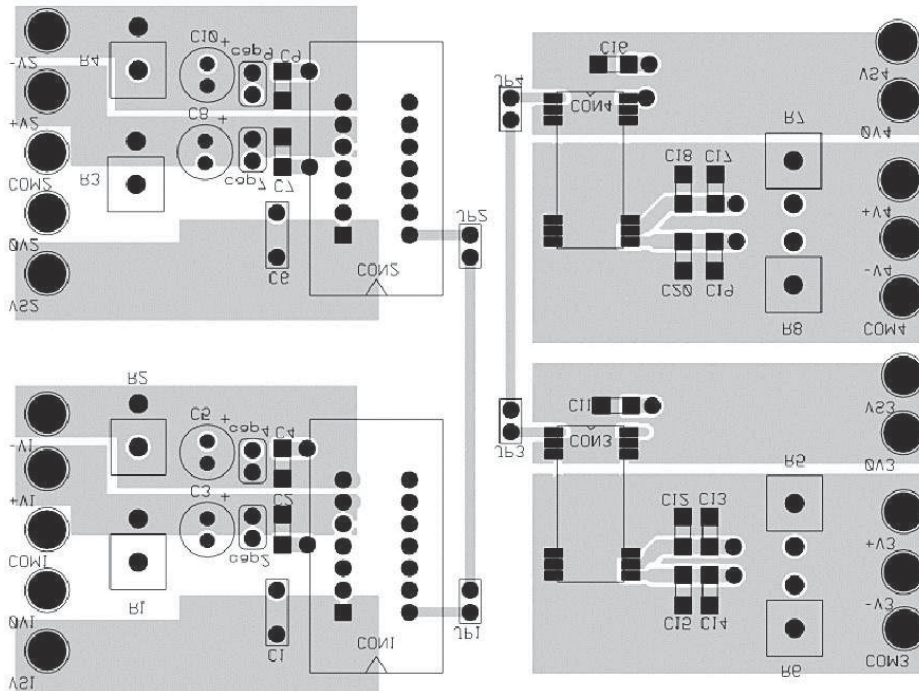 -V2
R4
C10
+
cap9
C9
+V2
C8
+
COM2
R3
cap7
C7
0V2
C6
CON2
JP2
VS2
C16
VS4
JP4
CON4
0V4
R7
C18
C17
+V4
-V4
C20
C19
R8
COM4
R2
C5
+
cap4
C4
-V1
+V1
C3
+
C2
cap2
COM1
0V1
R1
C1
CON1
JP1
VS1
C11
VS3
JP3
CON3
0V3
R5
C12
C13
+V3
-V3
C15
C14
R6
COM3